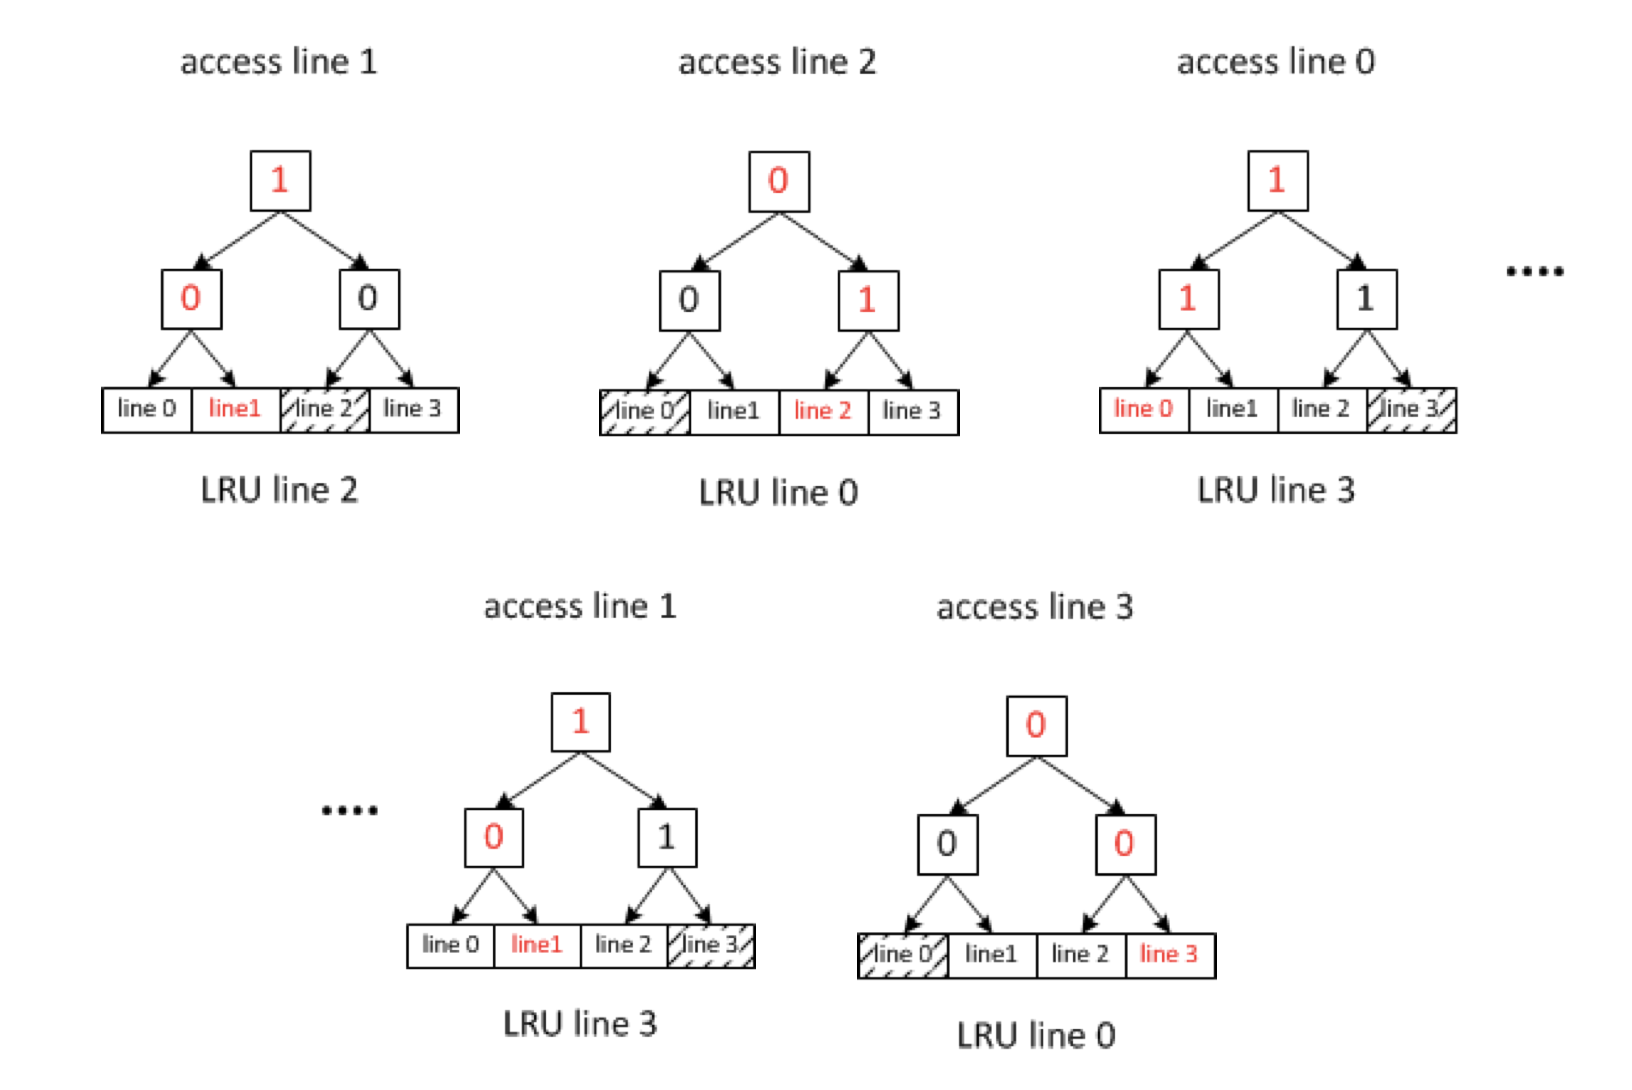 access line 1
access line 2
access line 0
1
0
1
0 0
0 1
1 1
....
line 0 line1 line 2 line 3
line 0 line1 line 2 line 3
line 0 line1 line 2 line 3
LRU line 2
LRU line 0
LRU line 3
access line 1
access line 3
1
0
....
0 1
0 0
line 0 line1 line 2 line 3
line 0 line1 line 2 line 3
LRU line 3
LRU line 0